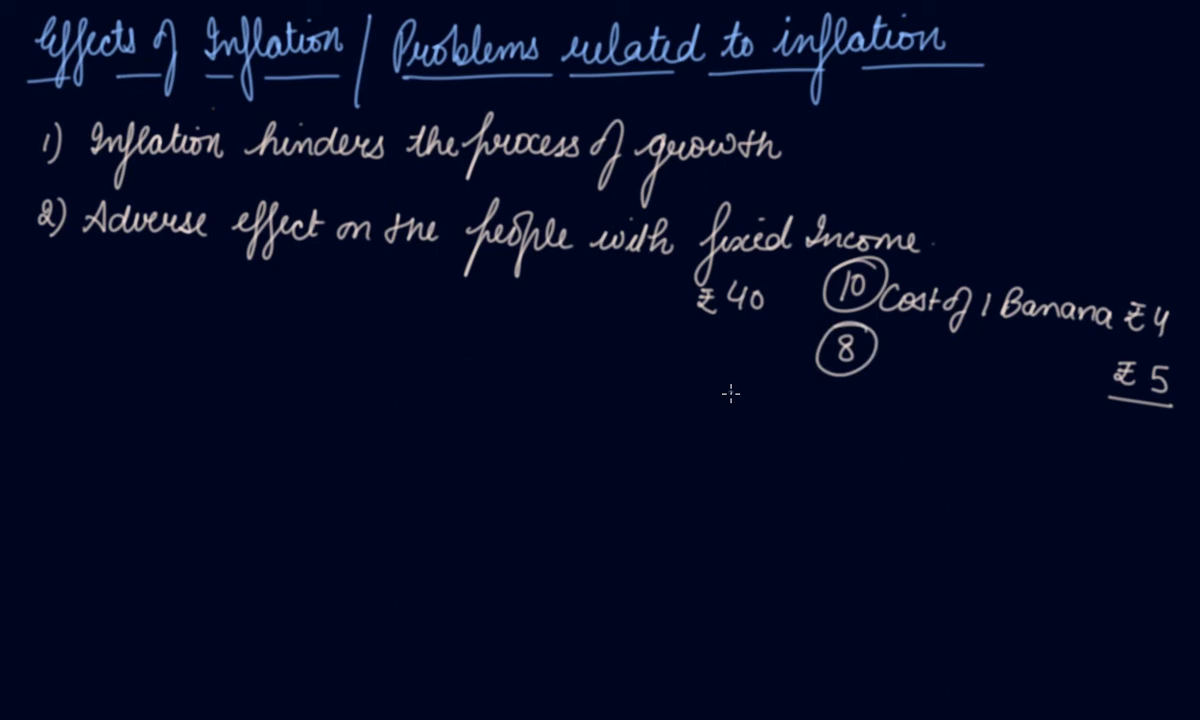 Effects of Inflation / Problems related to inflation
1) Inflation hinders the process of growth
2) Adverse effect on the people with fixed Income.
₹ 40 10 Cost of 1 Banana ₹ 4
8 ₹ 5